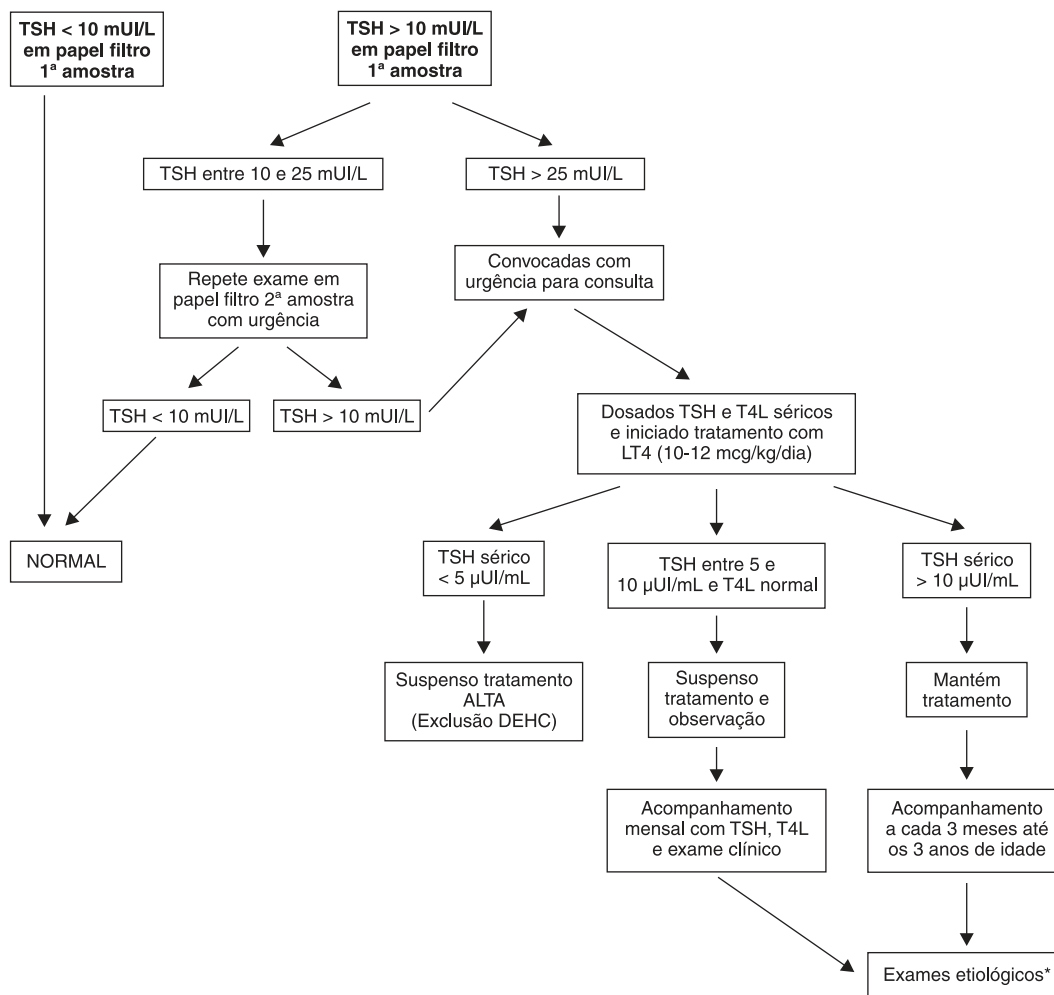 TSH < 10 mUI/L
em papel filtro
1ª amostra
TSH > 10 mUI/L
em papel filtro
1ª amostra
TSH entre 10 e 25 mUI/L
TSH > 25 mUI/L
Repete exame em
papel filtro 2ª amostra
com urgência
Convocadas com
urgência para consulta
TSH < 10 mUI/L
TSH > 10 mUI/L
Dosados TSH e T4L séricos
e iniciado tratamento com
LT4 (10-12 mcg/kg/dia)
NORMAL
TSH sérico
< 5 µUI/mL
TSH entre 5 e
10 µUI/mL e T4L normal
TSH sérico
> 10 µUI/mL
Suspenso tratamento
ALTA
(Exclusão DEHC)
Suspenso
tratamento e
observação
Mantém
tratamento
Acompanhamento
mensal com TSH, T4L
e exame clínico
Acompanhamento
a cada 3 meses até
os 3 anos de idade
Exames etiológicos*